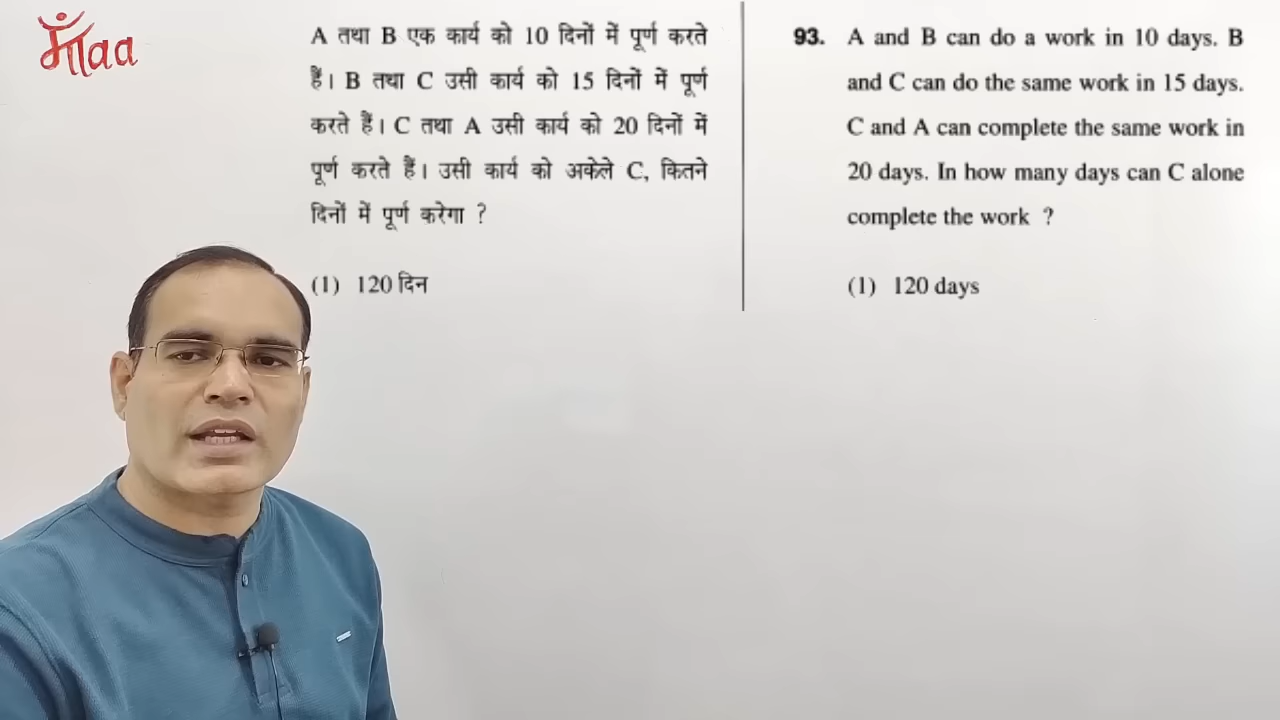 माँaa
A तथा B एक कार्य को 10 दिनों में पूर्ण करते
हैं। B तथा C उसी कार्य को 15 दिनों में पूर्ण
करते हैं। C तथा A उसी कार्य को 20 दिनों में
पूर्ण करते हैं। उसी कार्य को अकेले C, कितने
दिनों में पूर्ण करेगा ?
(1) 120 दिन
93. A and B can do a work in 10 days. B
and C can do the same work in 15 days.
C and A can complete the same work in
20 days. In how many days can C alone
complete the work ?
(1) 120 days